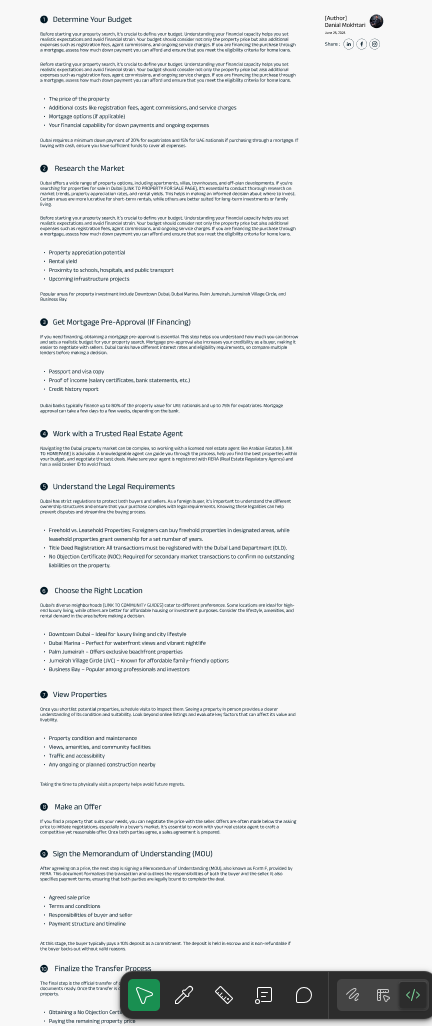 1 Determine Your Budget
Before starting your property search, it's crucial to define your budget. Understanding your financial capacity helps you set
realistic expectations and avoid financial strain. Your budget should consider not only the property price but also additional
expenses such as registration fees, agent commissions, and ongoing service charges. If you are financing the purchase through
a mortgage, assess how much down payment you can afford and ensure that you meet the eligibility criteria for home loans.
Before starting your property search, it's crucial to define your budget. Understanding your financial capacity helps you set
realistic expectations and avoid financial strain. Your budget should consider not only the property price but also additional
expenses such as registration fees, agent commissions, and ongoing service charges. If you are financing the purchase through
a mortgage, assess how much down payment you can afford and ensure that you meet the eligibility criteria for home loans.
• The price of the property
• Additional costs like registration fees, agent commissions, and service charges
• Mortgage options (if applicable)
• Your financial capability for down payments and ongoing expenses
Dubai requires a minimum down payment of 20% for expatriates and 15% for UAE nationals if purchasing through a mortgage. If
buying with cash, ensure you have sufficient funds to cover all expenses.
2 Research the Market
Dubai offers a wide range of property options, including apartments, villas, townhouses, and off-plan developments. If you're
searching for properties for sale in Dubai [LINK TO PROPERTY FOR SALE PAGE], it's essential to conduct thorough research on
market trends, property appreciation rates, and rental yields. This helps in making an informed decision about where to invest.
Certain areas are more lucrative for short-term rentals, while others are better suited for long-term investments or family
living.
Before starting your property search, it's crucial to define your budget. Understanding your financial capacity helps you set
realistic expectations and avoid financial strain. Your budget should consider not only the property price but also additional
expenses such as registration fees, agent commissions, and ongoing service charges. If you are financing the purchase through
a mortgage, assess how much down payment you can afford and ensure that you meet the eligibility criteria for home loans.
• Property appreciation potential
• Rental yield
• Proximity to schools, hospitals, and public transport
• Upcoming infrastructure projects
Popular areas for property investment include Downtown Dubai, Dubai Marina, Palm Jumeirah, Jumeirah Village Circle, and
Business Bay.
3 Get Mortgage Pre-Approval (If Financing)
If you need financing, obtaining a mortgage pre-approval is essential. This step helps you understand how much you can borrow
and sets a realistic budget for your property search. Mortgage pre-approval also increases your credibility as a buyer, making it
easier to negotiate with sellers. Dubai banks have different interest rates and eligibility requirements, so compare multiple
lenders before making a decision.
• Passport and visa copy
• Proof of income (salary certificates, bank statements, etc.)
• Credit history report
Dubai banks typically finance up to 80% of the property value for UAE nationals and up to 75% for expatriates. Mortgage
approval can take a few days to a few weeks, depending on the bank.
4 Work with a Trusted Real Estate Agent
Navigating the Dubai property market can be complex, so working with a licensed real estate agent like Arabian Estates [LINK
TO HOMEPAGE] is advisable. A knowledgeable agent can guide you through the process, help you find the best properties within
your budget, and negotiate the best deals. Make sure your agent is registered with RERA (Real Estate Regulatory Agency) and
has a valid broker ID to avoid fraud.
5 Understand the Legal Requirements
Dubai has strict regulations to protect both buyers and sellers. As a foreign buyer, it's important to understand the different
ownership structures and ensure that your purchase complies with legal requirements. Knowing these legalities can help
prevent disputes and streamline the buying process.
• Freehold vs. Leasehold Properties: Foreigners can buy freehold properties in designated areas, while
leasehold properties grant ownership for a set number of years.
• Title Deed Registration: All transactions must be registered with the Dubai Land Department (DLD).
• No Objection Certificate (NOC): Required for secondary market transactions to confirm no outstanding
liabilities on the property.
6 Choose the Right Location
Dubai's diverse neighborhoods [LINK TO COMMUNITY GUIDES] cater to different preferences. Some locations are ideal for high-
end luxury living, while others are better for affordable housing or investment purposes. Consider the lifestyle, amenities, and
rental demand in the area before making a decision.
• Downtown Dubai – Ideal for luxury living and city lifestyle
• Dubai Marina – Perfect for waterfront views and vibrant nightlife
• Palm Jumeirah – Offers exclusive beachfront properties
• Jumeirah Village Circle (JVC) – Known for affordable family-friendly options
• Business Bay – Popular among professionals and investors
7 View Properties
Once you shortlist potential properties, schedule visits to inspect them. Seeing a property in person provides a clearer
understanding of its condition and suitability. Look beyond online listings and evaluate key factors that can affect its value and
livability.
• Property condition and maintenance
• Views, amenities, and community facilities
• Traffic and accessibility
• Any ongoing or planned construction nearby
Taking the time to physically visit a property helps avoid future regrets.
8 Make an Offer
If you find a property that suits your needs, you can negotiate the price with the seller. Offers are often made below the asking
price to initiate negotiations, especially in a buyer's market. It's essential to work with your real estate agent to craft a
competitive yet reasonable offer. Once both parties agree, a sales agreement is prepared.
9 Sign the Memorandum of Understanding (MOU)
After agreeing on a price, the next step is signing a Memorandum of Understanding (MOU), also known as Form F, provided by
RERA. This document formalizes the transaction and outlines the responsibilities of both the buyer and the seller. It also
specifies payment terms, ensuring that both parties are legally bound to complete the deal.
• Agreed sale price
• Terms and conditions
• Responsibilities of buyer and seller
• Payment structure and timeline
At this stage, the buyer typically pays a 10% deposit as a commitment. The deposit is held in escrow and is non-refundable if
the buyer backs out without valid reasons.
10 Finalize the Transfer Process
The final step is the official transfer of
documents ready. Once the transfer is
property.
• Obtaining a No Objection Certi
• Paying the remaining property price
[Author]
Danial Mokhtari
June 25, 2024
Share :